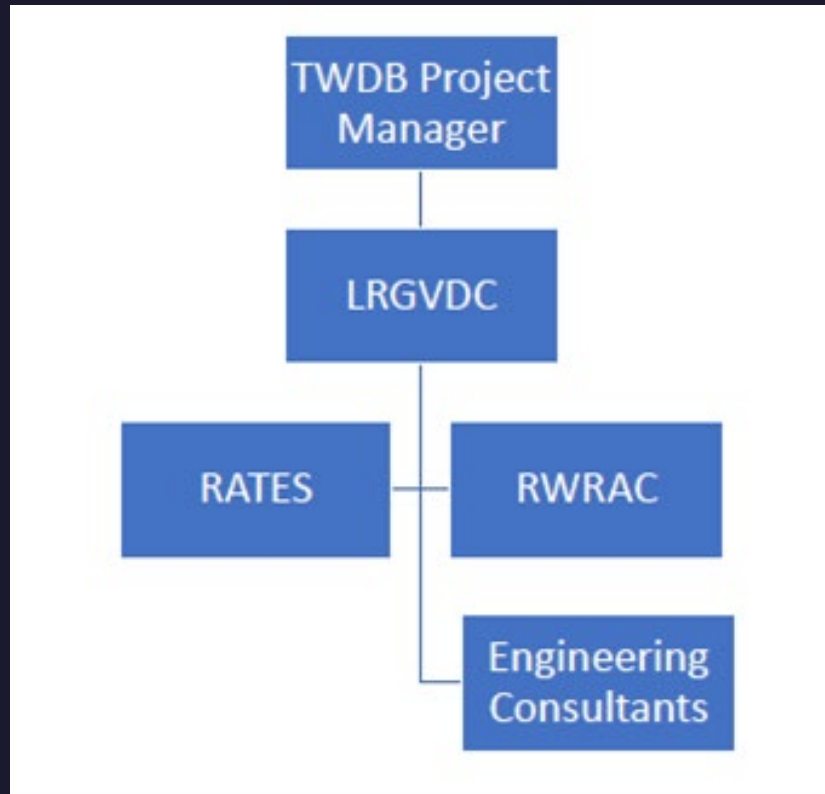 TWDB Project
Manager
LRGVDC
RATES
RWRAC
Engineering
Consultants